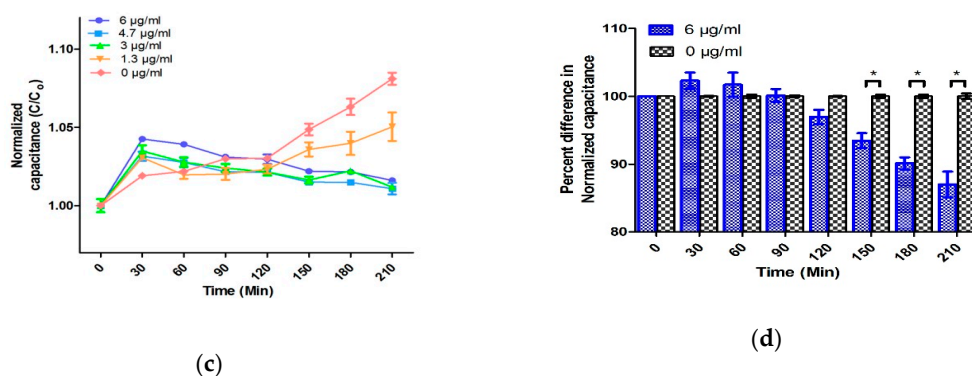 6 µg/ml
4.7 µg/ml
3 µg/ml
1.3 µg/ml
0 µg/ml
Normalized
capacitance (C/Co)
1.10
1.05
1.00
0 30 60 90 120 150 180 210
Time (Min)
(c)
6 µg/ml
0 µg/ml
Percent difference in
Normalized capacitance
120
100
90
80
* * *
0 30 60 90 120 150 180 210
Time (Min)
(d)